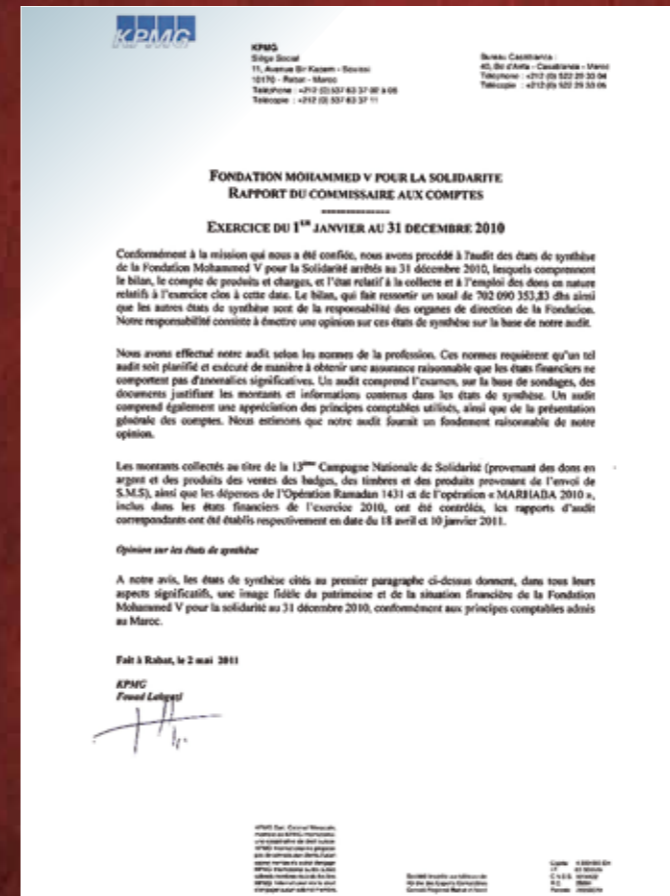 KPMG
KPMG
Siège Social
11, Avenue Bir Kacem - Souissi
10170 - Rabat - Maroc
Téléphone : +212 (0) 537 63 37 02 à 06
Télécopie : +212 (0) 537 63 37 11
Bureau Casablanca :
40, Bd d'Anfa - Casablanca - Maroc
Téléphone : +212 (0) 522 29 33 04
Télécopie : +212 (0) 522 29 33 05
FONDATION MOHAMMED V POUR LA SOLIDARITE
RAPPORT DU COMMISSAIRE AUX COMPTES
---------------
EXERCICE DU 1ER JANVIER AU 31 DECEMBRE 2010
Conformément à la mission qui nous a été confiée, nous avons procédé à l'audit des états de synthèse
de la Fondation Mohammed V pour la Solidarité arrêtés au 31 décembre 2010, lesquels comprennent
le bilan, le compte de produits et charges, et l'état relatif à la collecte et à l'emploi des dons en nature
relatifs à l'exercice clos à cette date. Le bilan, qui fait ressortir un total de 702 090 353,83 dhs ainsi
que les autres états de synthèse sont de la responsabilité des organes de direction de la Fondation.
Notre responsabilité consiste à émettre une opinion sur ces états de synthèse sur la base de notre audit.
Nous avons effectué notre audit selon les normes de la profession. Ces normes requièrent qu'un tel
audit soit planifié et exécuté de manière à obtenir une assurance raisonnable que les états financiers ne
comportent pas d'anomalies significatives. Un audit comprend l'examen, sur la base de sondages, des
documents justifiant les montants et informations contenus dans les états de synthèse. Un audit
comprend également une appréciation des principes comptables utilisés, ainsi que de la présentation
générale des comptes. Nous estimons que notre audit fournit un fondement raisonnable de notre
opinion.
Les montants collectés au titre de la 13ème Campagne Nationale de Solidarité (provenant des dons en
argent et des produits des ventes des badges, des timbres et des produits provenant de l'envoi de
S.M.S), ainsi que les dépenses de l'Opération Ramadan 1431 et de l'opération « MARHABA 2010 »,
inclus dans les états financiers de l'exercice 2010, ont été contrôlés, les rapports d'audit
correspondants ont été établis respectivement en date du 18 avril et 10 janvier 2011.
Opinion sur les états de synthèse
A notre avis, les états de synthèse cités au premier paragraphe ci-dessus donnent, dans tous leurs
aspects significatifs, une image fidèle du patrimoine et de la situation financière de la Fondation
Mohammed V pour la solidarité au 31 décembre 2010, conformément aux principes comptables admis
au Maroc.
Fait à Rabat, le 2 mai 2011
KPMG
Fouad Lahgazi